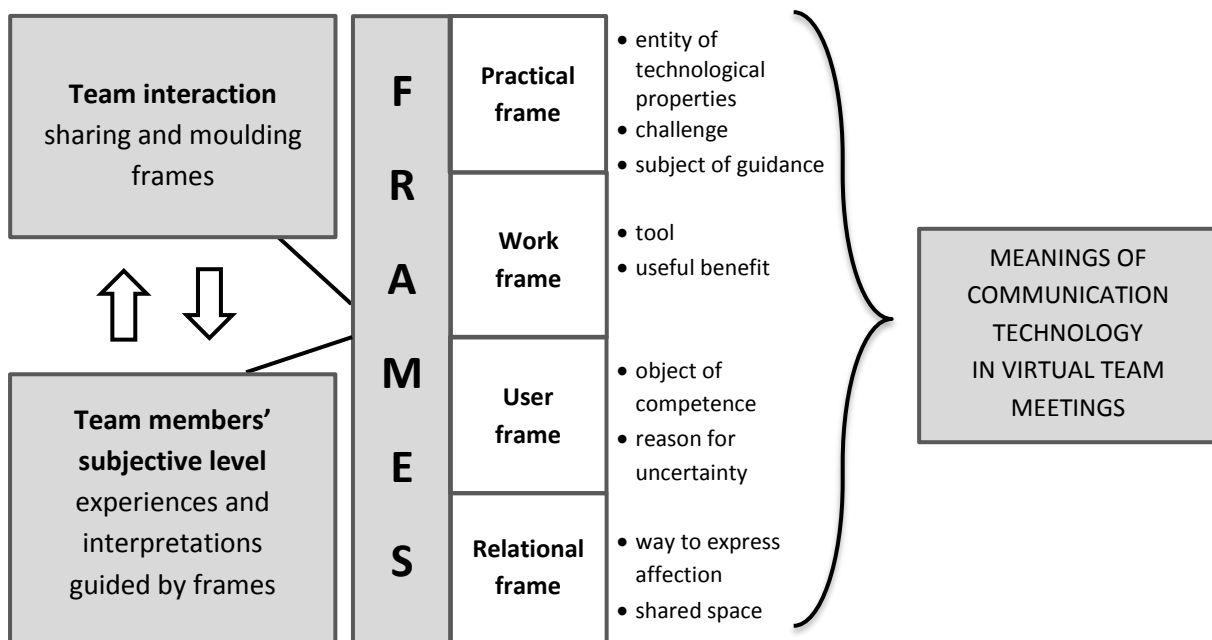 Team interaction
sharing and moulding
frames
Team members’
subjective level
experiences and
interpretations
guided by frames
F
R
A
M
E
S
Practical
frame
• entity of
technological
properties
• challenge
• subject of guidance
Work
frame
• tool
• useful benefit
User
frame
• object of
competence
• reason for
uncertainty
Relational
frame
• way to express
affection
• shared space
MEANINGS OF
COMMUNICATION
TECHNOLOGY
IN VIRTUAL TEAM
MEETINGS